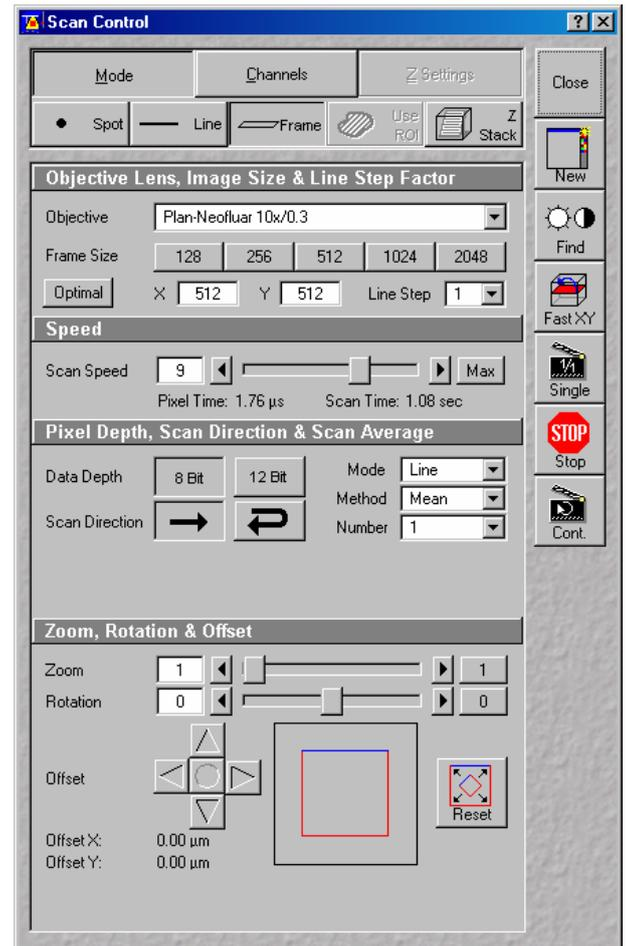 Scan Control
Mode Channels Z Settings
Spot Line Frame Use ROI Z Stack
Objective Lens, Image Size & Line Step Factor
Objective Plan-Neofluar 10x/0.3
Frame Size 128 256 512 1024 2048
Optimal X 512 Y 512 Line Step 1
Speed
Scan Speed 9 Max
Pixel Time: 1.76 µs Scan Time: 1.08 sec
Pixel Depth, Scan Direction & Scan Average
Data Depth 8 Bit 12 Bit Mode Line
Method Mean
Scan Direction Number 1
Zoom, Rotation & Offset
Zoom 1 1
Rotation 0 0
Offset
Reset
Offset X: 0.00 µm
Offset Y: 0.00 µm
Close
New
Find
Fast XY
1/1
Single
STOP
Stop
Cont.